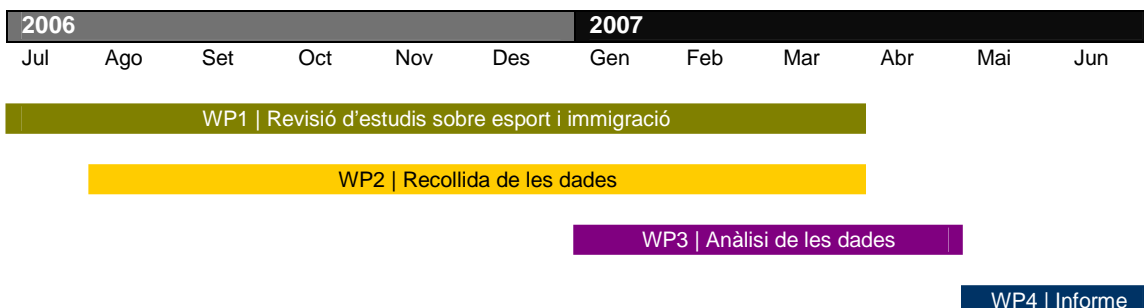 2006 2007
Jul Ago Set Oct Nov Des Gen Feb Mar Abr Mai Jun
WP1 | Revisió d'estudis sobre esport i immigració
WP2 | Recollida de les dades
WP3 | Anàlisi de les dades
WP4 | Informe